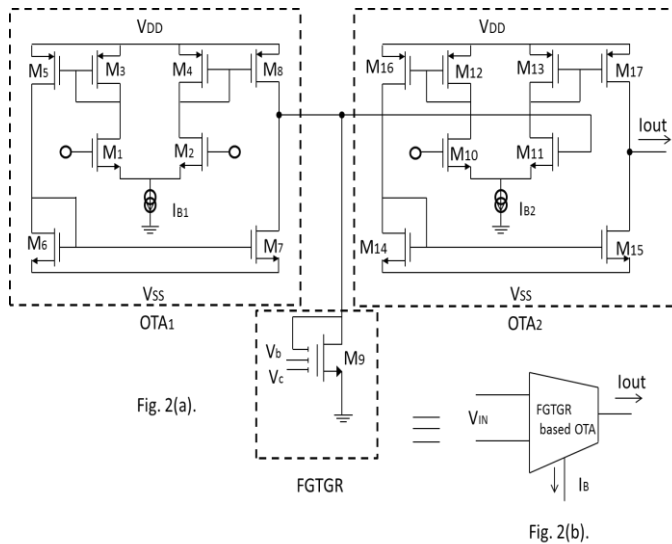 VDD
VDD
M5
M3
M4
M8
M16
M12
M13
M17
Iout
M1
M2
M10
M11
IB1
IB2
M6
M7
M14
M15
VSS
VSS
OTA1
OTA2
Vb
Vc
M9
Fig. 2(a).
VIN
FGTGR
based OTA
Iout
IB
FGTGR
Fig. 2(b).